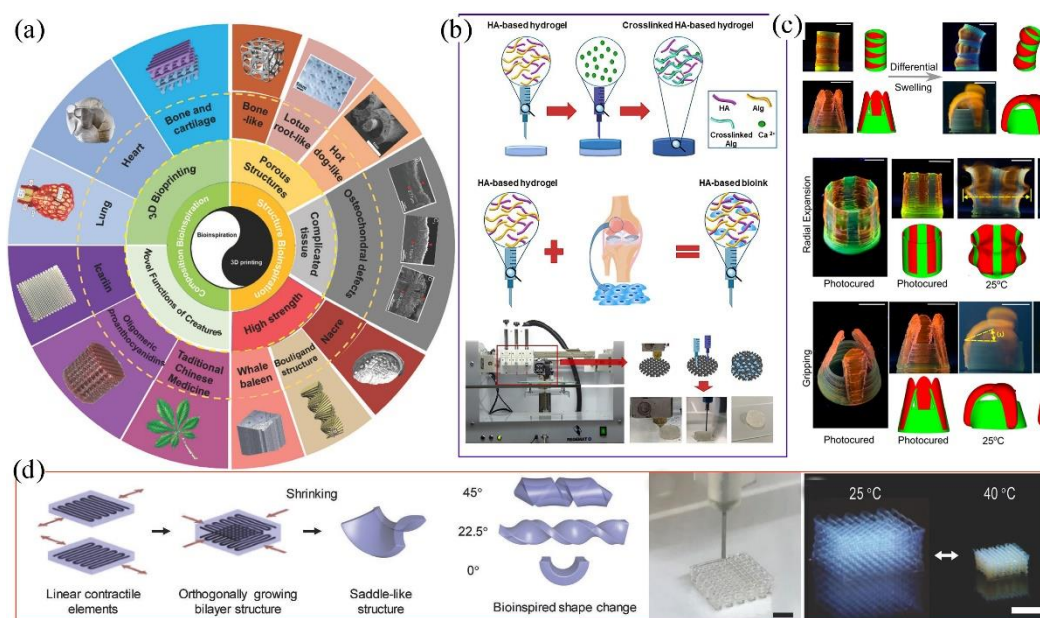 (a)
Bone and cartilage
Heart
Lung
Icariin
Oligomeric
proanthocyanidins
Taditional
Chinese
Medicine
Whale
baleen
Bouligand
structure
Nacre
Osteochondral defects
Hot
dog-like
Lotus
root-like
Bone
-like
3D Bioprinting
Porous
Structures
Complicated
tissue
High strength
Novel Functions of Creatures
Composition Bioinspiration
Structure Bioinspiration
Bioinspiration
3D printing
(b)
HA-based hydrogel
Crosslinked HA-based hydrogel
HA
Alg
Crosslinked
Alg
Ca 2+
HA-based hydrogel
HA-based bioink
(c)
Differential
Swelling
Radial Expansion
Photocured
Photocured
25°C
Gripping
ω
Photocured
Photocured
25°C
(d)
Linear contractile
elements
Orthogonally growing
bilayer structure
Shrinking
Saddle-like
structure
45°
22.5°
0°
Bioinspired shape change
25 °C
40 °C